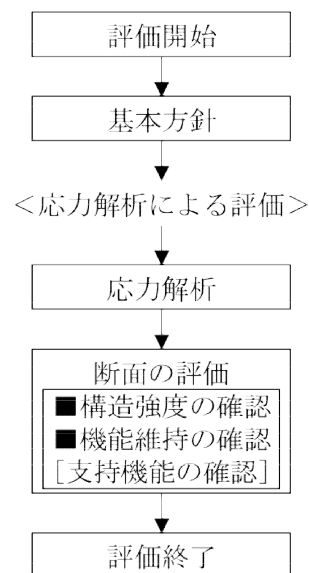 評価開始
基本方針
＜応力解析による評価＞
応力解析
断面の評価
■構造強度の確認
■機能維持の確認
[支持機能の確認]
評価終了